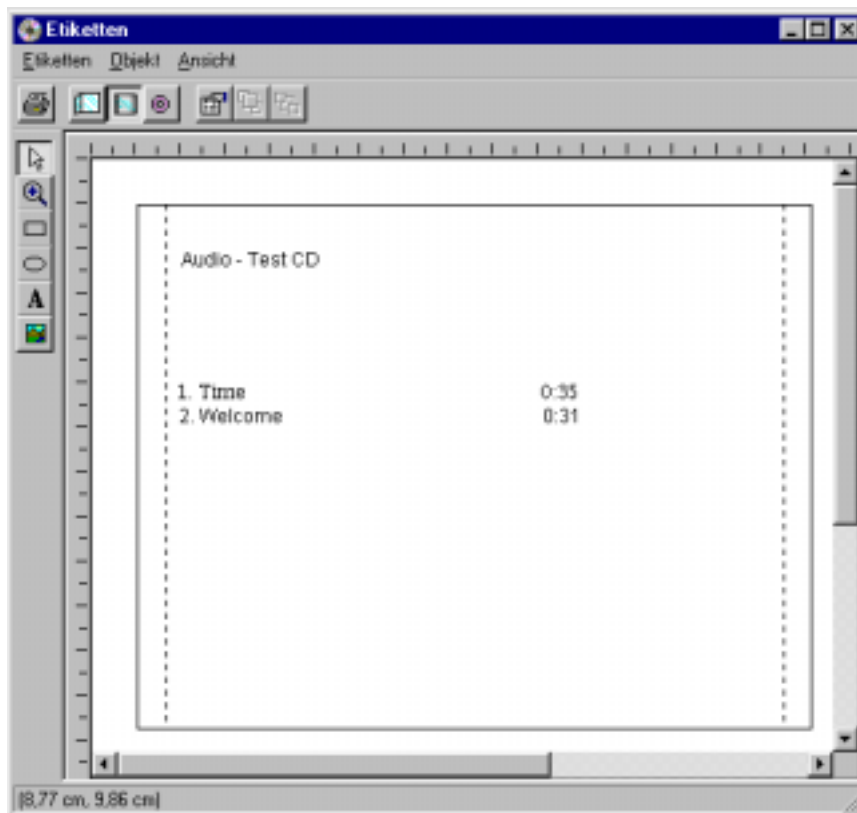 Etiketten
Etiketten Objekt Ansicht
A
Audio - Test CD
1. Time 0:35
2. Welcome 0:31
(8,77 cm, 9,86 cm)